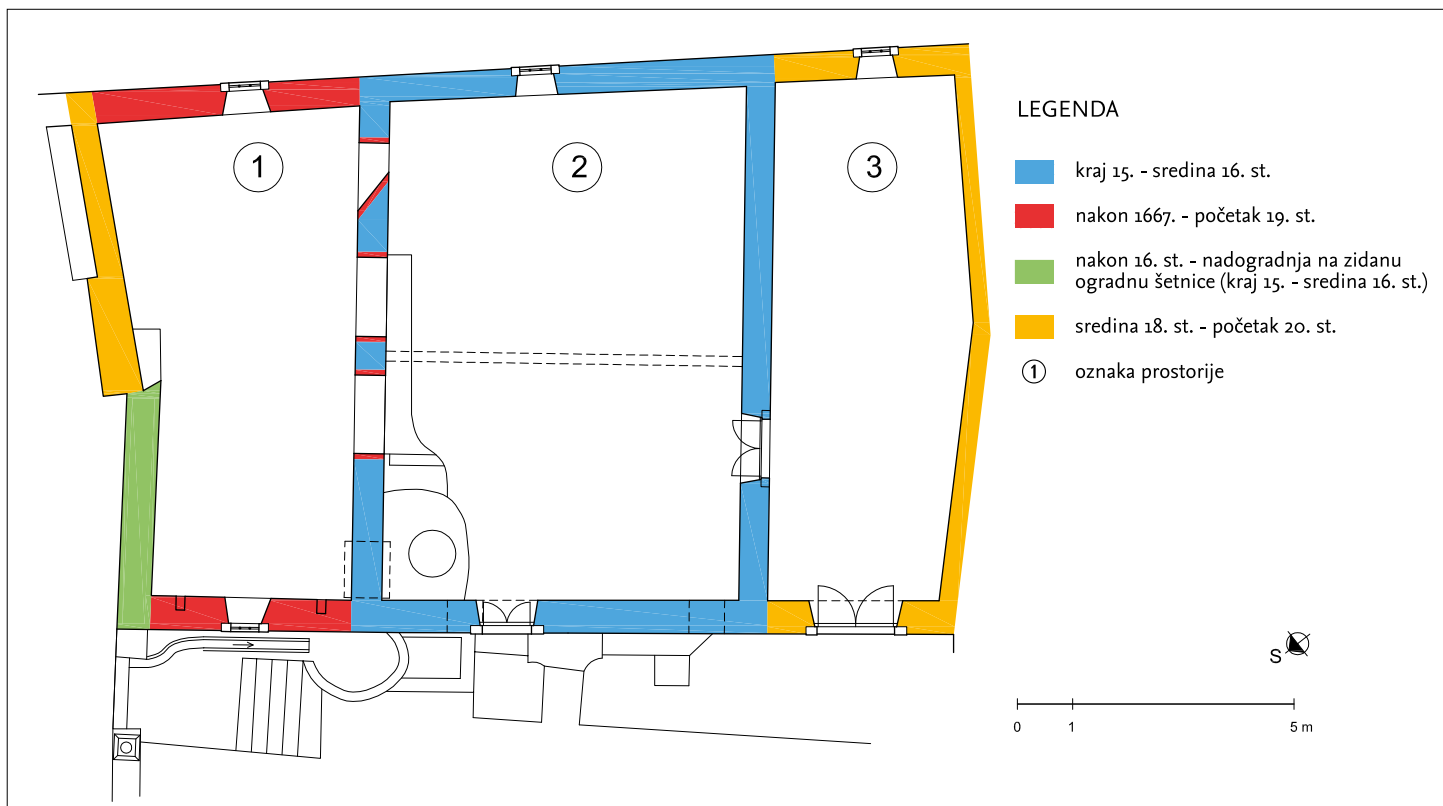 1
2
3
LEGENDA
kraj 15. - sredina 16. st.
nakon 1667. - početak 19. st.
nakon 16. st. - nadogradnja na zidanu
ogradnu šetnice (kraj 15. - sredina 16. st.)
sredina 18. st. - početak 20. st.
1 oznaka prostorije
S
0 1 5 m